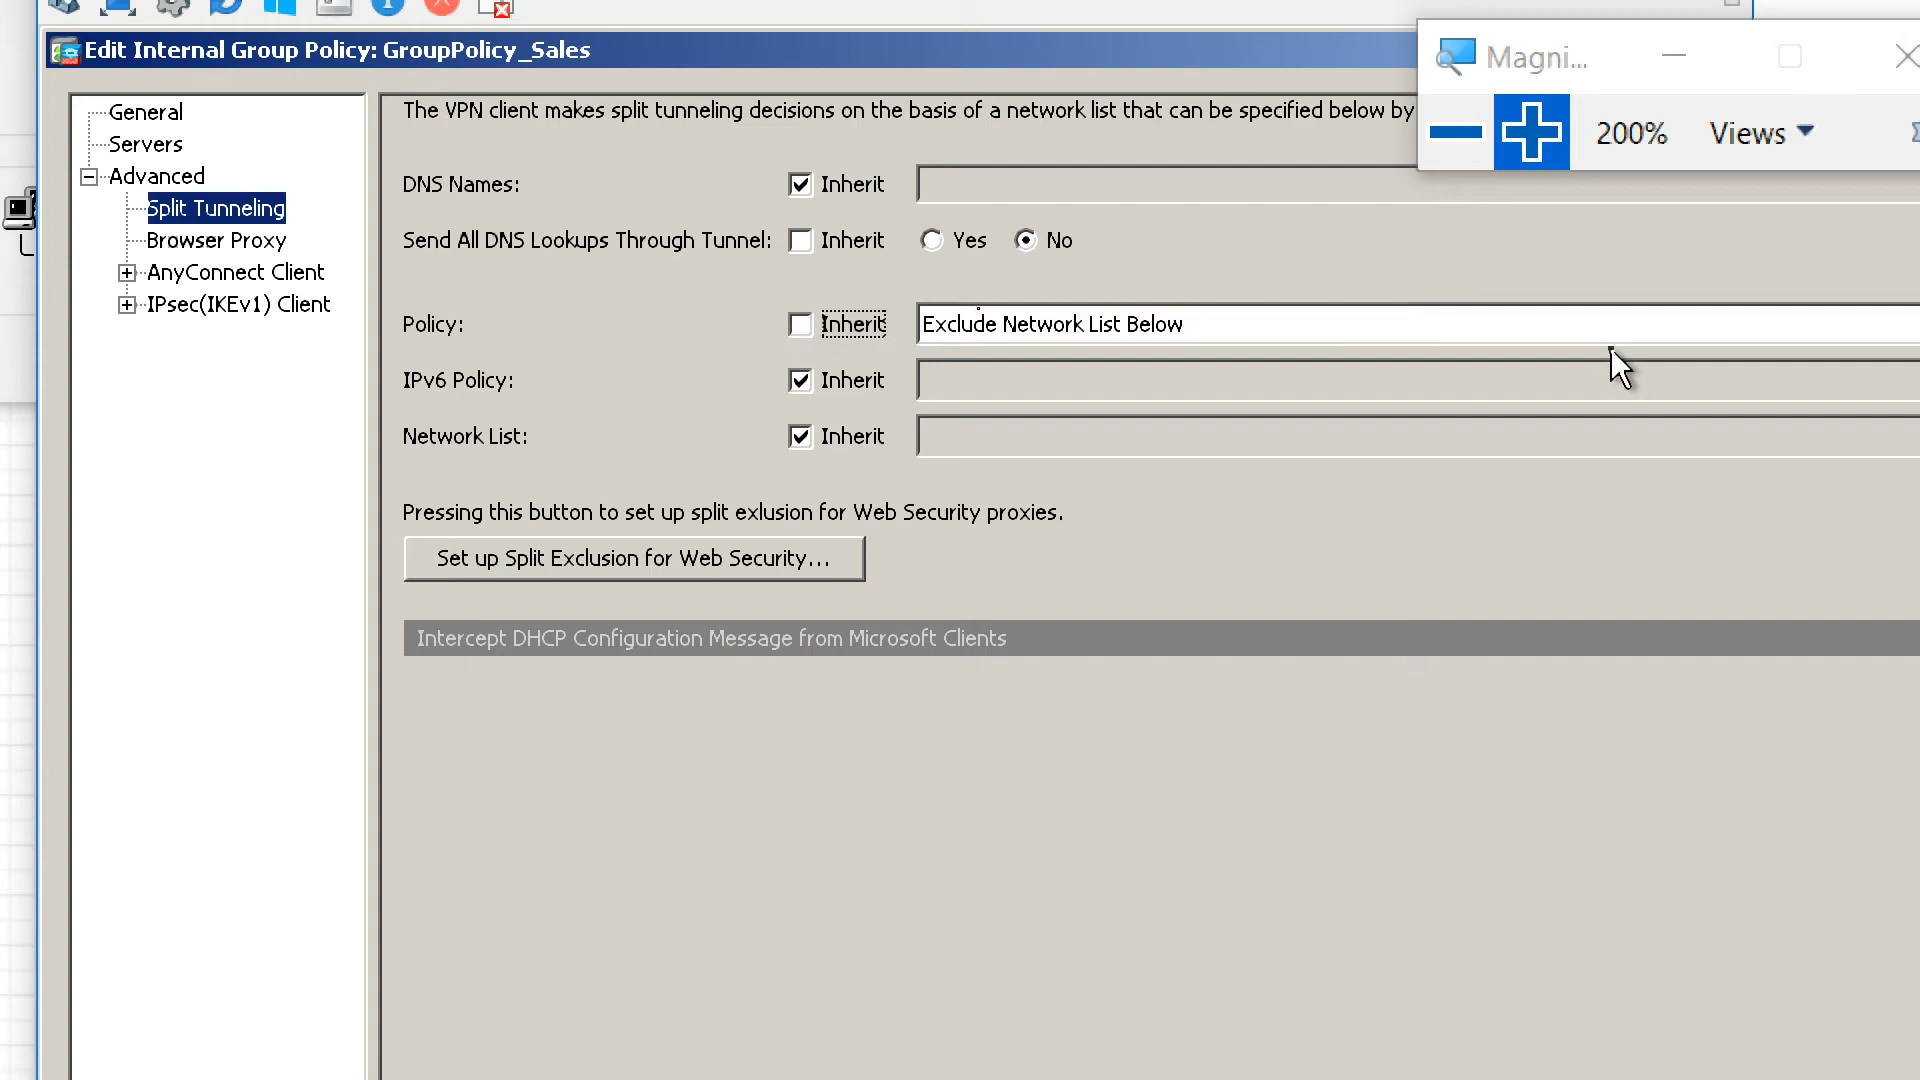 Edit Internal Group Policy: GroupPolicy_Sales
Magni...
200% Views
General
Servers
Advanced
Split Tunneling
Browser Proxy
AnyConnect Client
IPsec(IKEv1) Client
The VPN client makes split tunneling decisions on the basis of a network list that can be specified below by
DNS Names: Inherit
Send All DNS Lookups Through Tunnel: Inherit Yes No
Policy: Inherit Exclude Network List Below
IPv6 Policy: Inherit
Network List: Inherit
Pressing this button to set up split exlusion for Web Security proxies.
Set up Split Exclusion for Web Security...
Intercept DHCP Configuration Message from Microsoft Clients